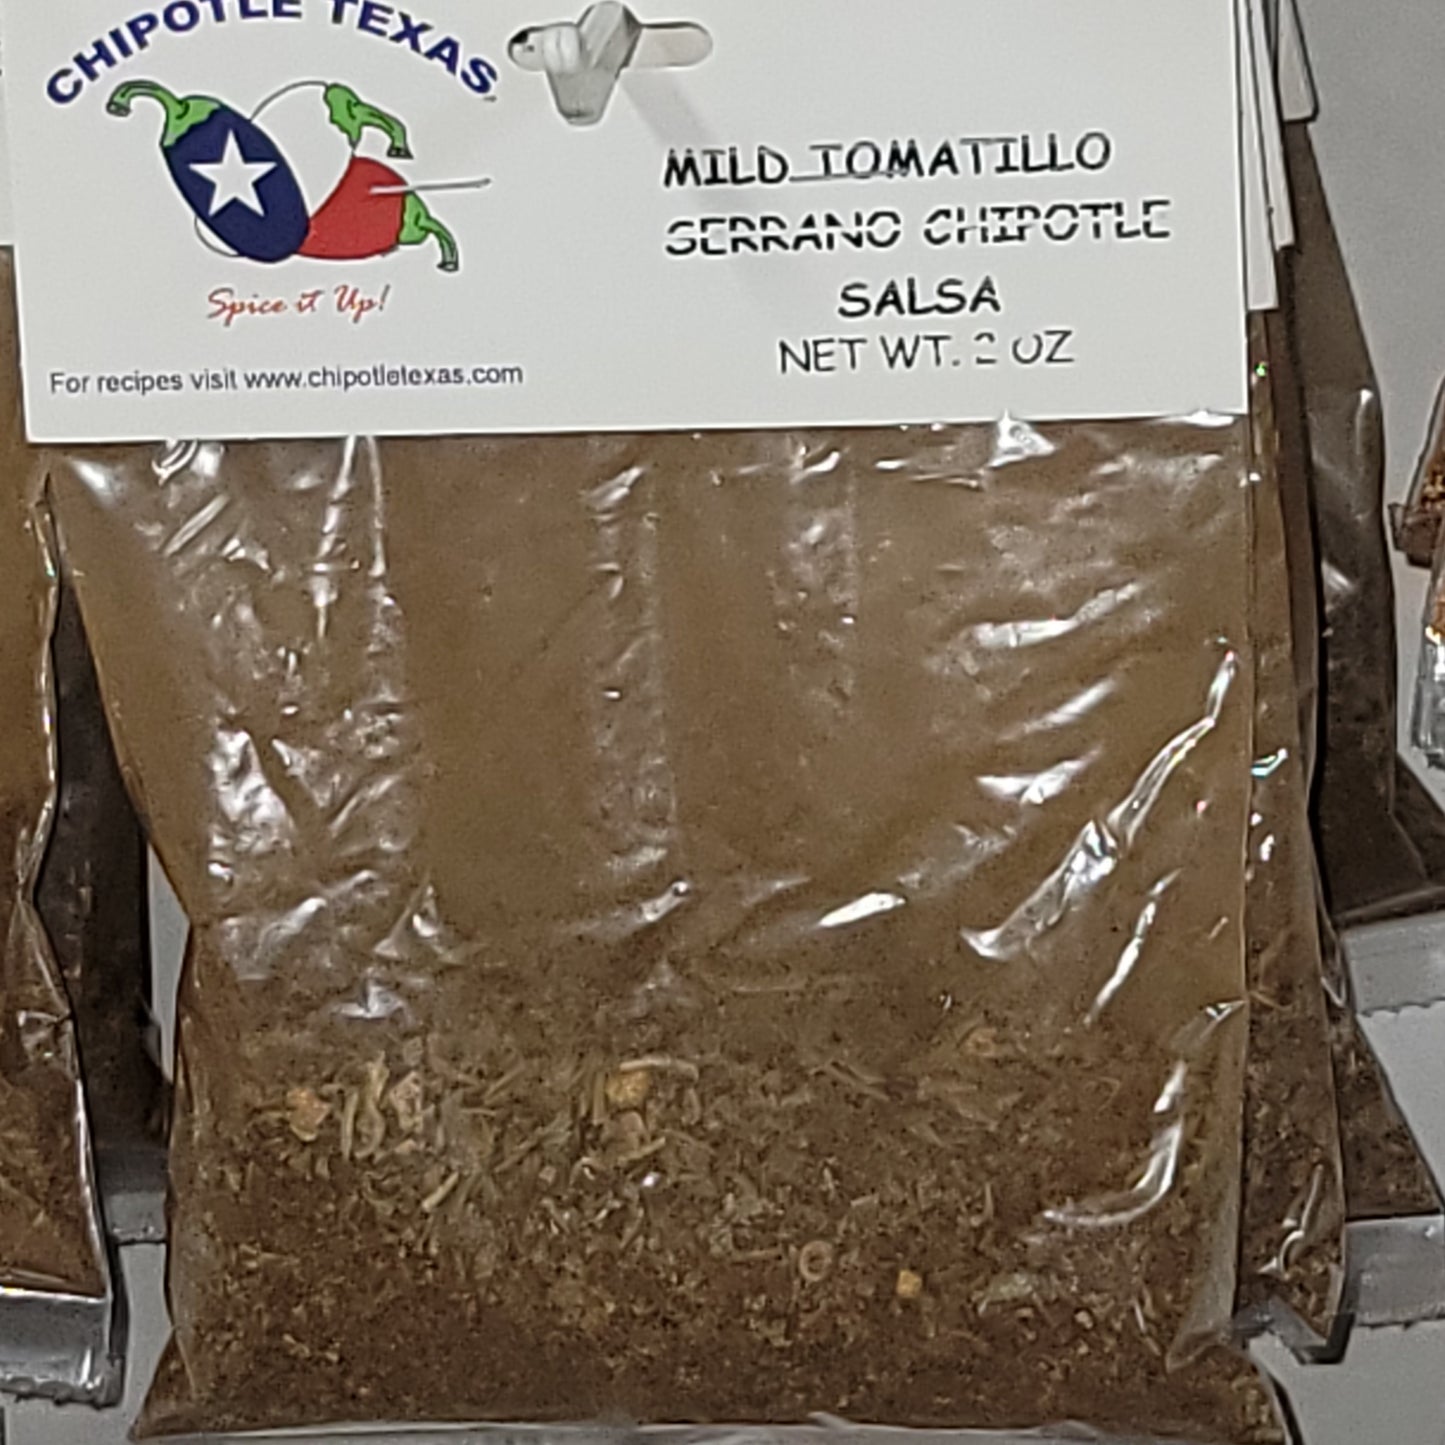 CHIPOTLE TEXAS
Spice it Up!
For recipes visit www.chipotletexas.com
MILD TOMATILLO
SERRANO CHIPOTLE
SALSA
NET WT. 2 OZ